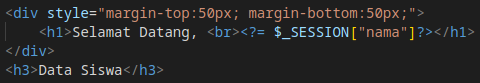 <div style="margin-top:50px; margin-bottom:50px;">
<h1>Selamat Datang, <br><?= $_SESSION["nama"]?></h1>
</div>
<h3>Data Siswa</h3>